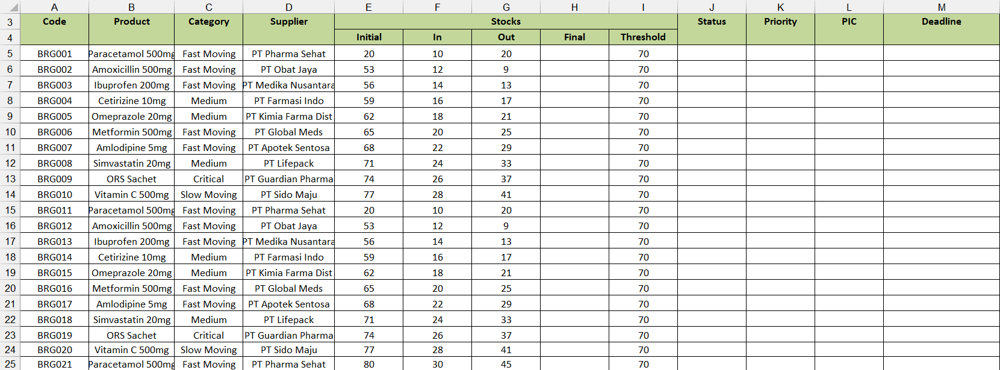 A B C D E F G H I J K L M
3 Code Product Category Supplier Stocks Status Priority PIC Deadline
4 Initial In Out Final Threshold
5 BRG001 Paracetamol 500mg Fast Moving PT Pharma Sehat 20 10 20 70
6 BRG002 Amoxicillin 500mg Fast Moving PT Obat Jaya 53 12 9 70
7 BRG003 Ibuprofen 200mg Fast Moving PT Medika Nusantara 56 14 13 70
8 BRG004 Cetirizine 10mg Medium PT Farmasi Indo 59 16 17 70
9 BRG005 Omeprazole 20mg Medium PT Kimia Farma Dist 62 18 21 70
10 BRG006 Metformin 500mg Fast Moving PT Global Meds 65 20 25 70
11 BRG007 Amlodipine 5mg Fast Moving PT Apotek Sentosa 68 22 29 70
12 BRG008 Simvastatin 20mg Medium PT Lifepack 71 24 33 70
13 BRG009 ORS Sachet Critical PT Guardian Pharma 74 26 37 70
14 BRG010 Vitamin C 500mg Slow Moving PT Sido Maju 77 28 41 70
15 BRG011 Paracetamol 500mg Fast Moving PT Pharma Sehat 20 10 20 70
16 BRG012 Amoxicillin 500mg Fast Moving PT Obat Jaya 53 12 9 70
17 BRG013 Ibuprofen 200mg Fast Moving PT Medika Nusantara 56 14 13 70
18 BRG014 Cetirizine 10mg Medium PT Farmasi Indo 59 16 17 70
19 BRG015 Omeprazole 20mg Medium PT Kimia Farma Dist 62 18 21 70
20 BRG016 Metformin 500mg Fast Moving PT Global Meds 65 20 25 70
21 BRG017 Amlodipine 5mg Fast Moving PT Apotek Sentosa 68 22 29 70
22 BRG018 Simvastatin 20mg Medium PT Lifepack 71 24 33 70
23 BRG019 ORS Sachet Critical PT Guardian Pharma 74 26 37 70
24 BRG020 Vitamin C 500mg Slow Moving PT Sido Maju 77 28 41 70
25 BRG021 Paracetamol 500mg Fast Moving PT Pharma Sehat 80 30 45 70